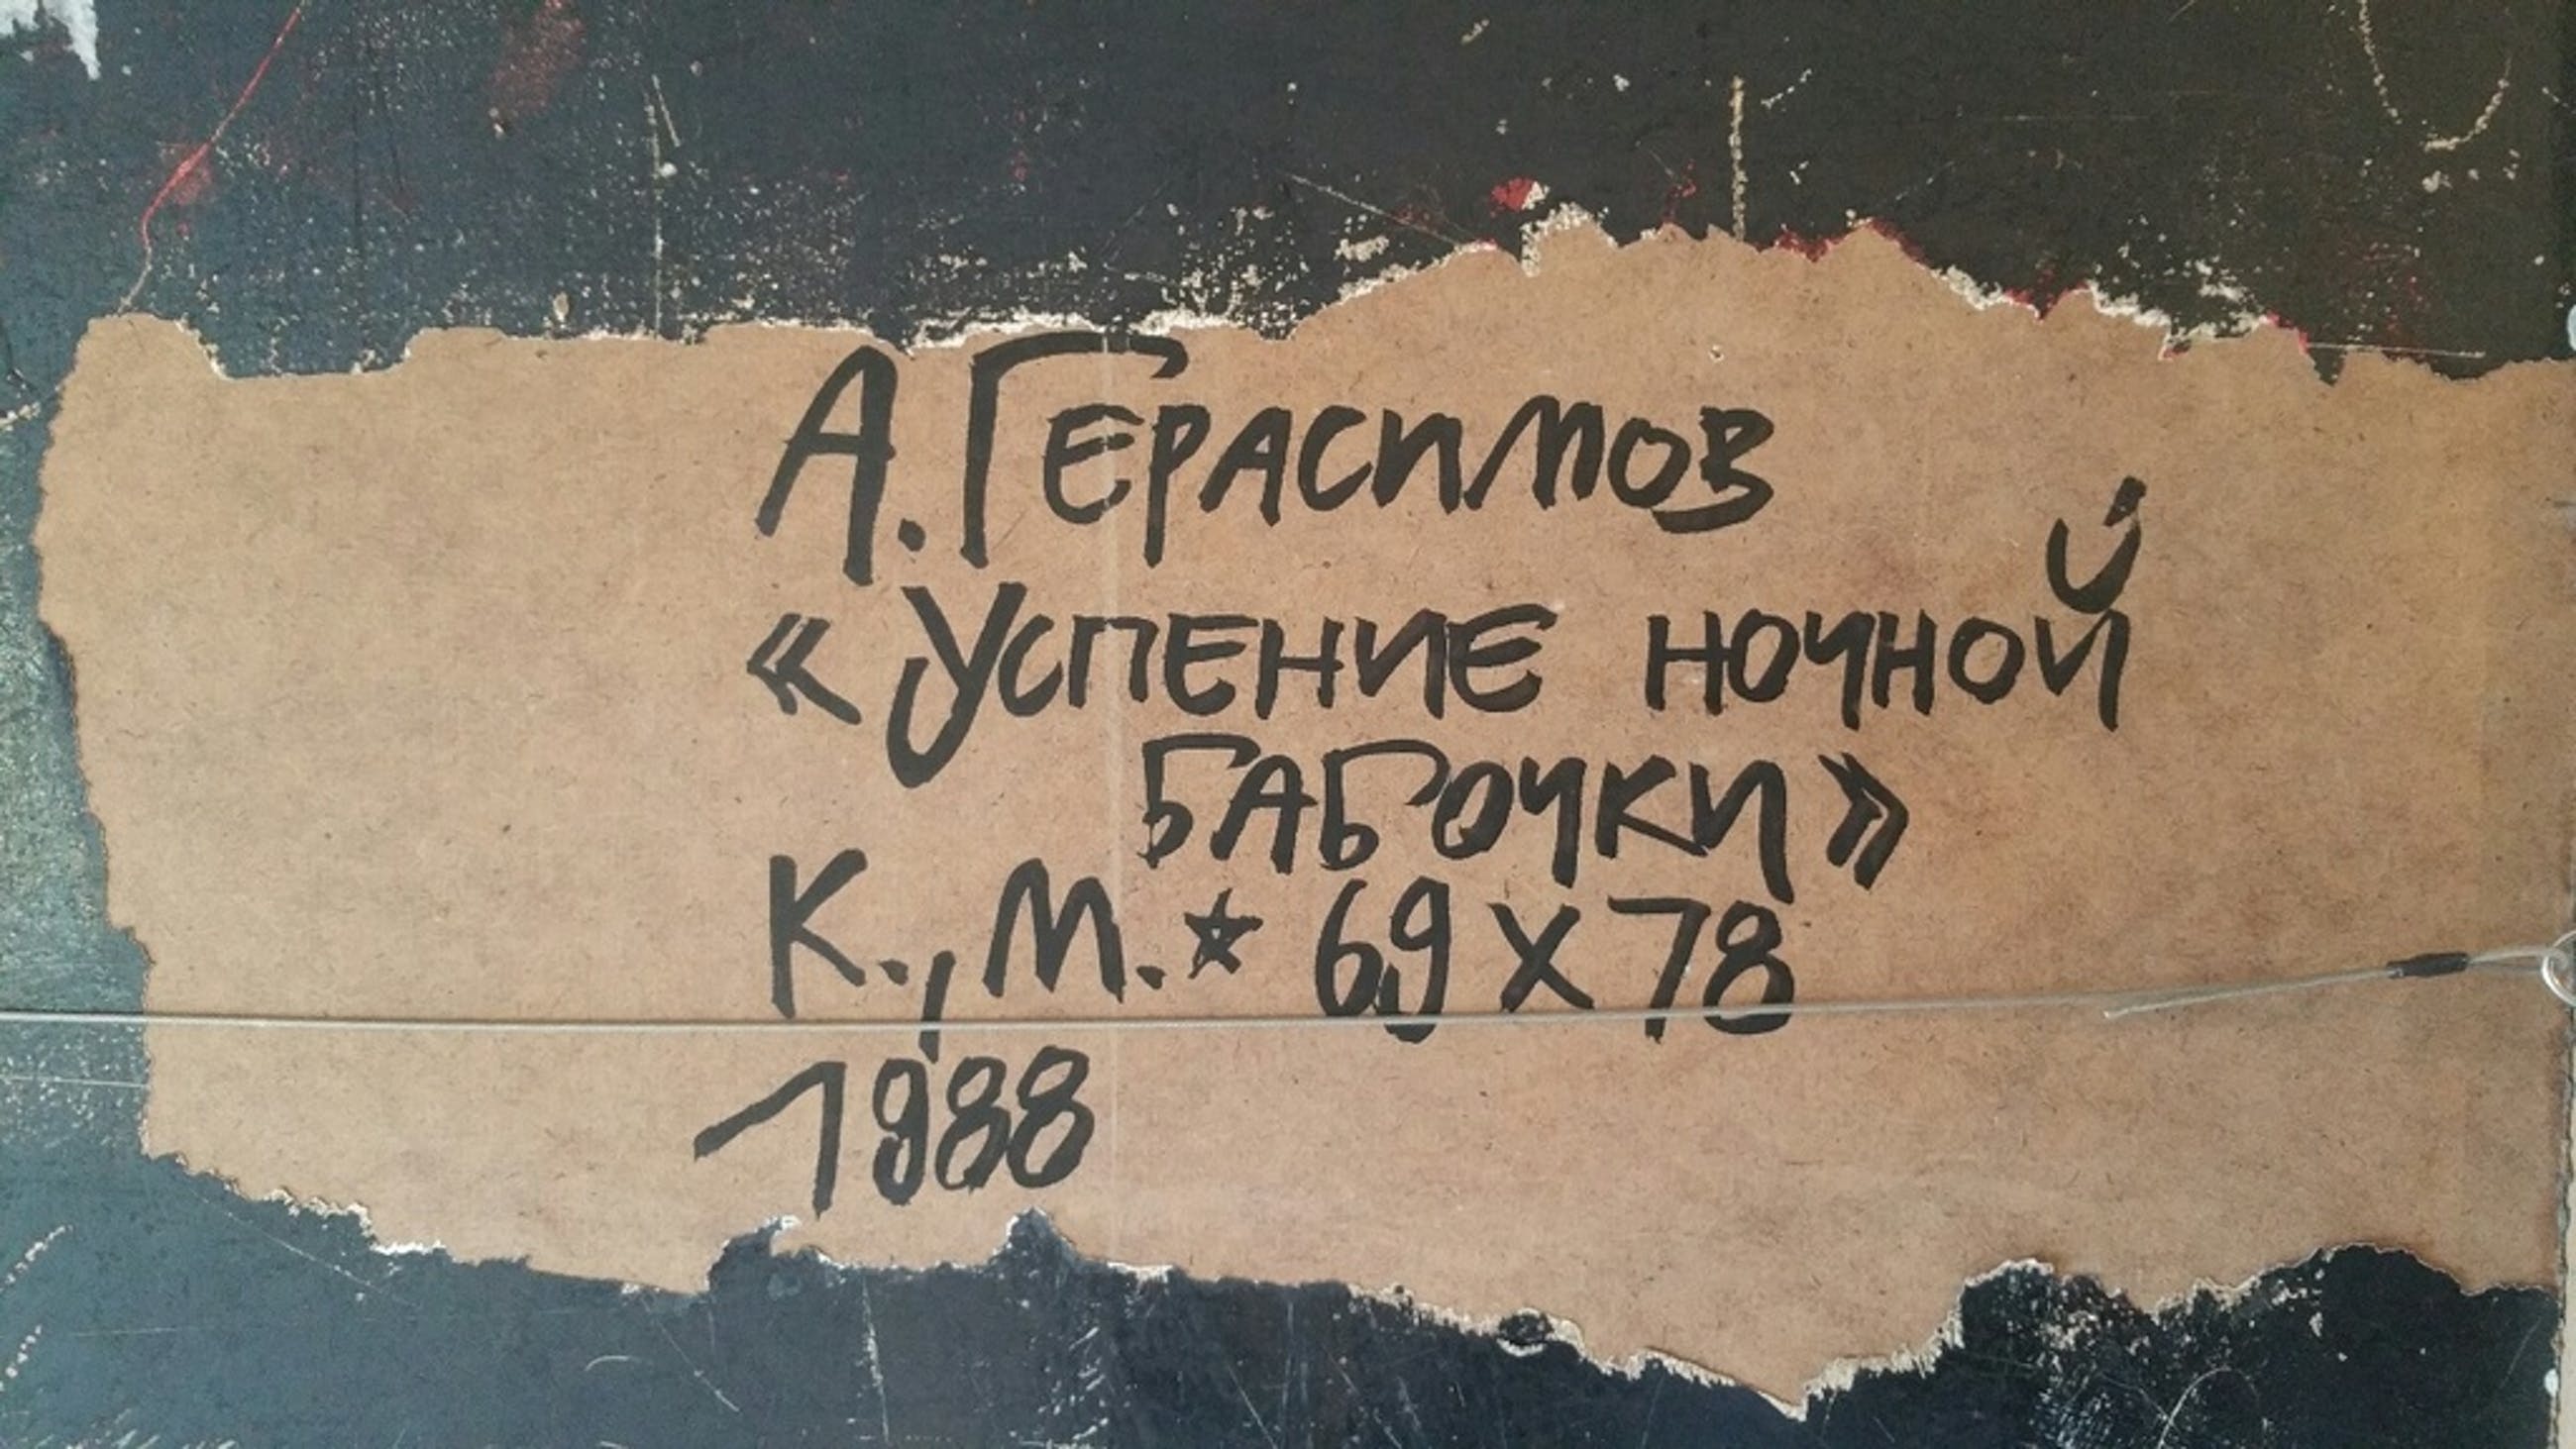 А. Герасимов
«Успение ночной
бабочки»
К., М. ★ 69 х 78
1988